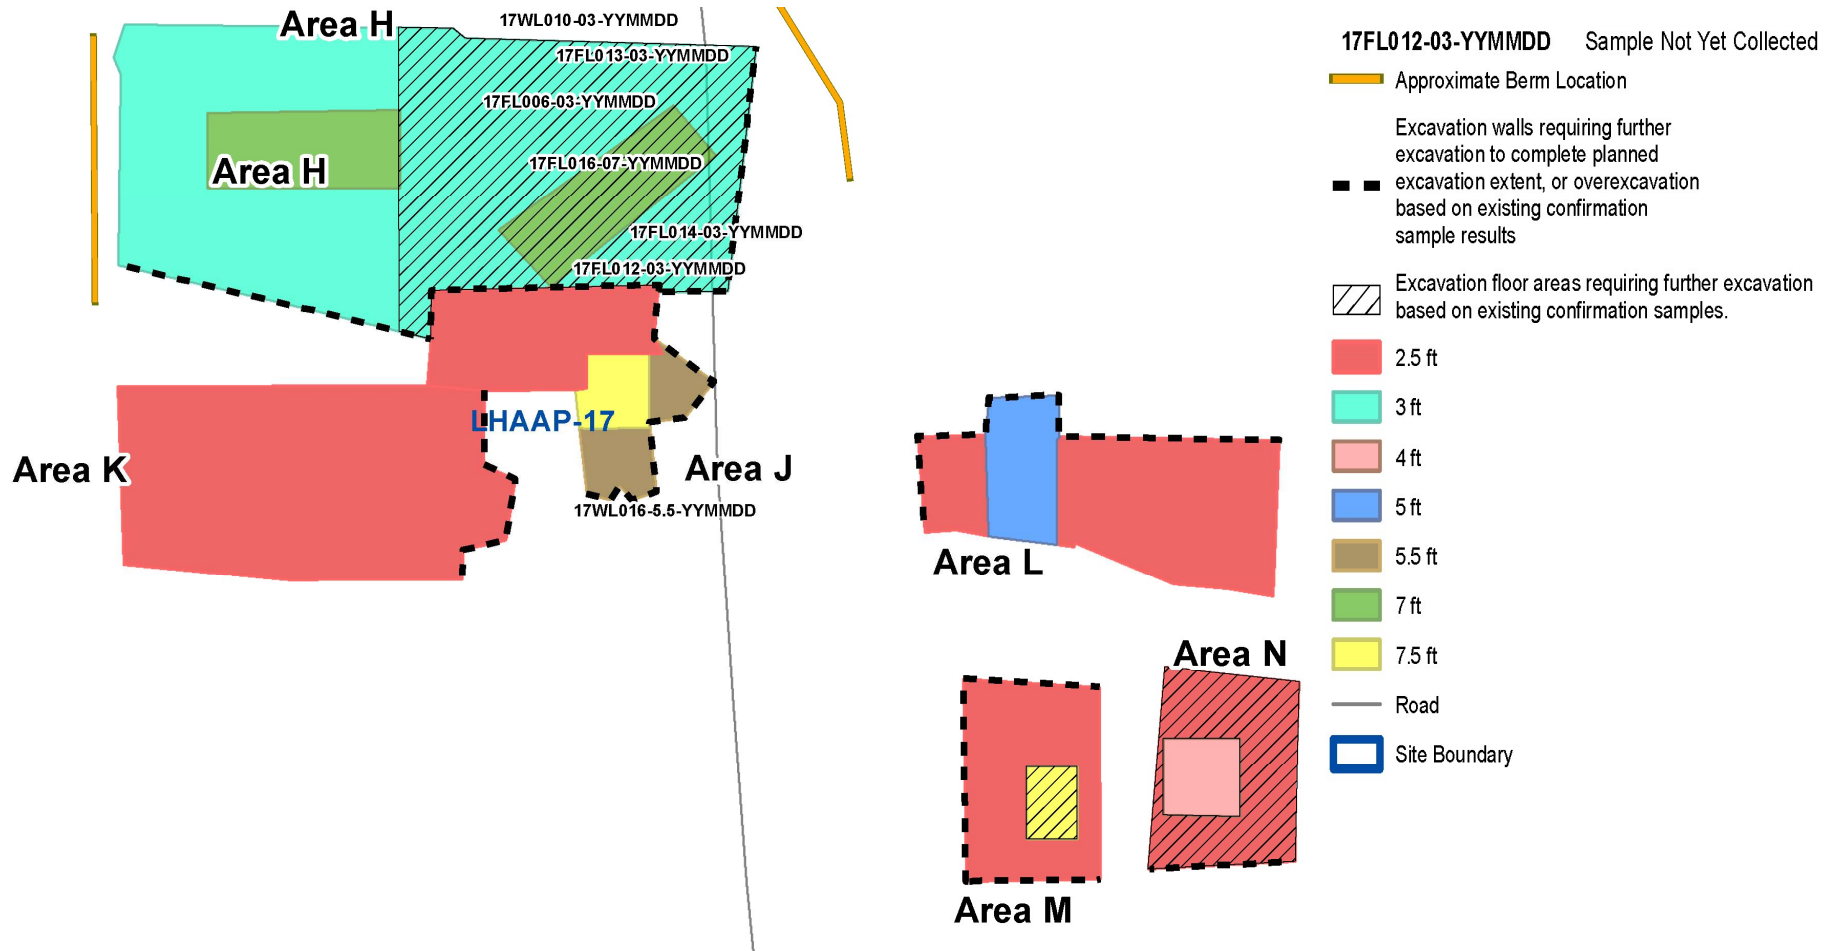 Area H
17WL010-03-YYMMDD
17FL013-03-YYMMDD
17FL006-03-YYMMDD
Area H
17FL016-07-YYMMDD
17FL014-03-YYMMDD
17FL012-03-YYMMDD
LHAAP-17
Area K
Area J
17WL016-5.5-YYMMDD
Area L
Area N
Area M
17FL012-03-YYMMDD Sample Not Yet Collected
Approximate Berm Location
Excavation walls requiring further
excavation to complete planned
excavation extent, or overexcavation
based on existing confirmation
sample results
Excavation floor areas requiring further excavation
based on existing confirmation samples.
2.5 ft
3 ft
4 ft
5 ft
5.5 ft
7 ft
7.5 ft
Road
Site Boundary